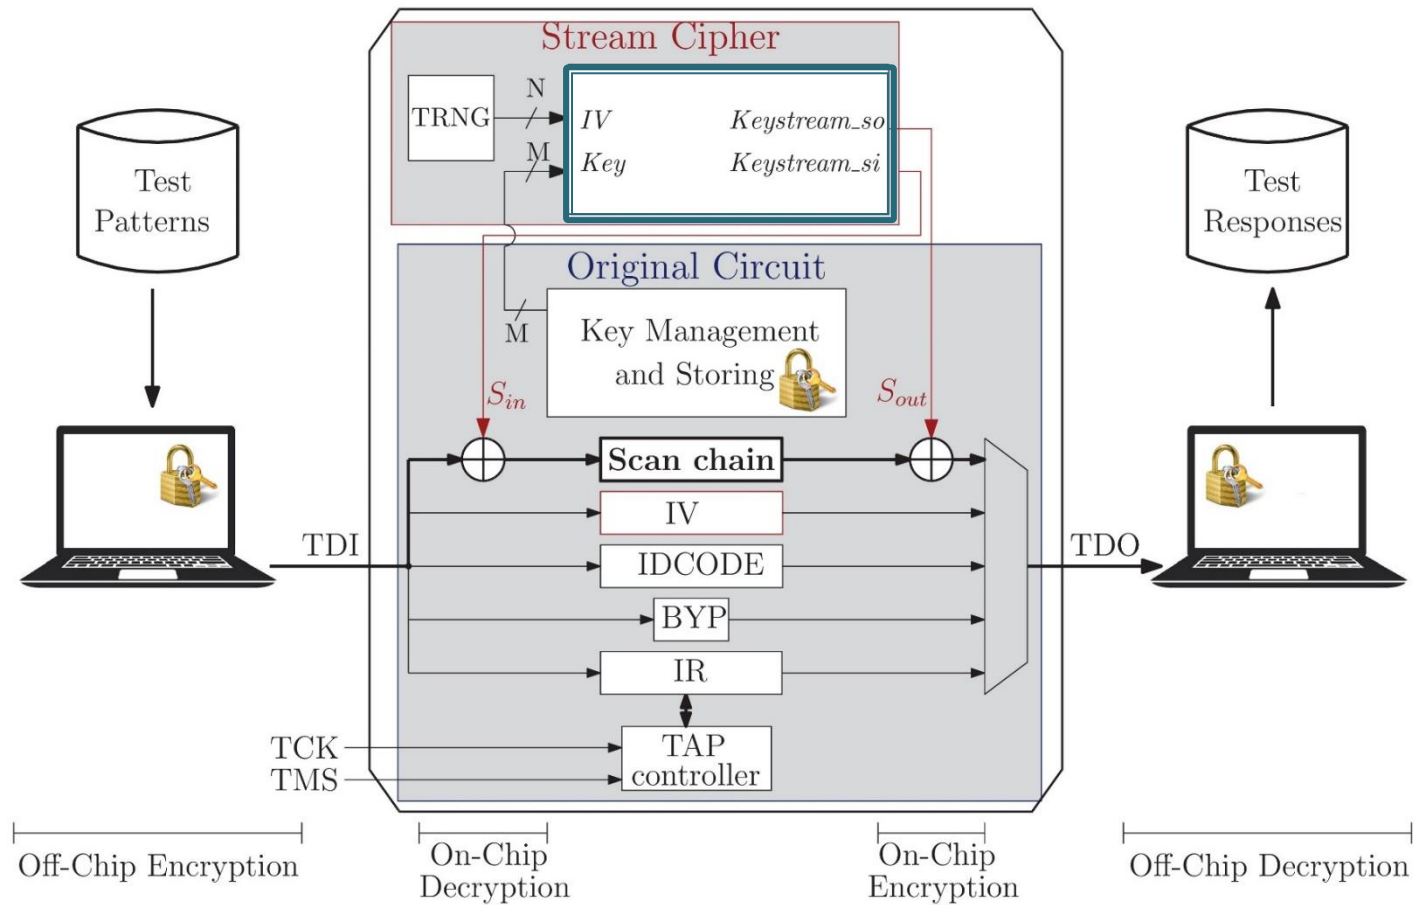 Stream Cipher
TRNG
N
M
IV
Key
Keystream_so
Keystream_si
Test
Patterns
Test
Responses
Original Circuit
M
Key Management
and Storing
S_in
S_out
Scan chain
IV
IDCODE
BYP
IR
TAP
controller
TDI
TDO
TCK
TMS
Off-Chip Encryption
On-Chip
Decryption
On-Chip
Encryption
Off-Chip Decryption